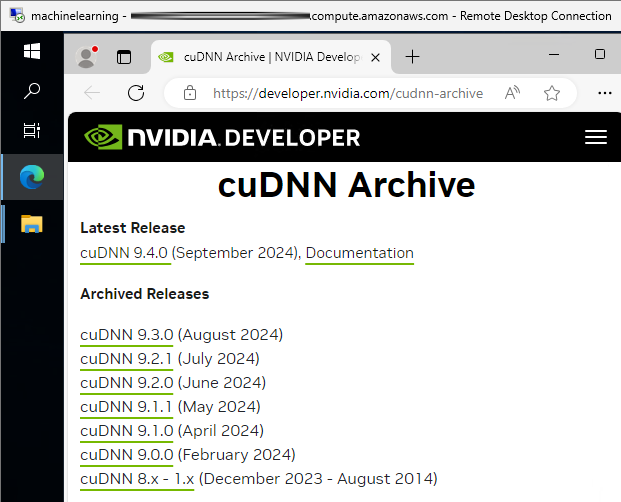 machinelearning - .compute.amazonaws.com - Remote Desktop Connection
cuDNN Archive | NVIDIA Develop
https://developer.nvidia.com/cudnn-archive
NVIDIA. DEVELOPER
cuDNN Archive
Latest Release
cuDNN 9.4.0 (September 2024), Documentation
Archived Releases
cuDNN 9.3.0 (August 2024)
cuDNN 9.2.1 (July 2024)
cuDNN 9.2.0 (June 2024)
cuDNN 9.1.1 (May 2024)
cuDNN 9.1.0 (April 2024)
cuDNN 9.0.0 (February 2024)
cuDNN 8.x - 1.x (December 2023 - August 2014)